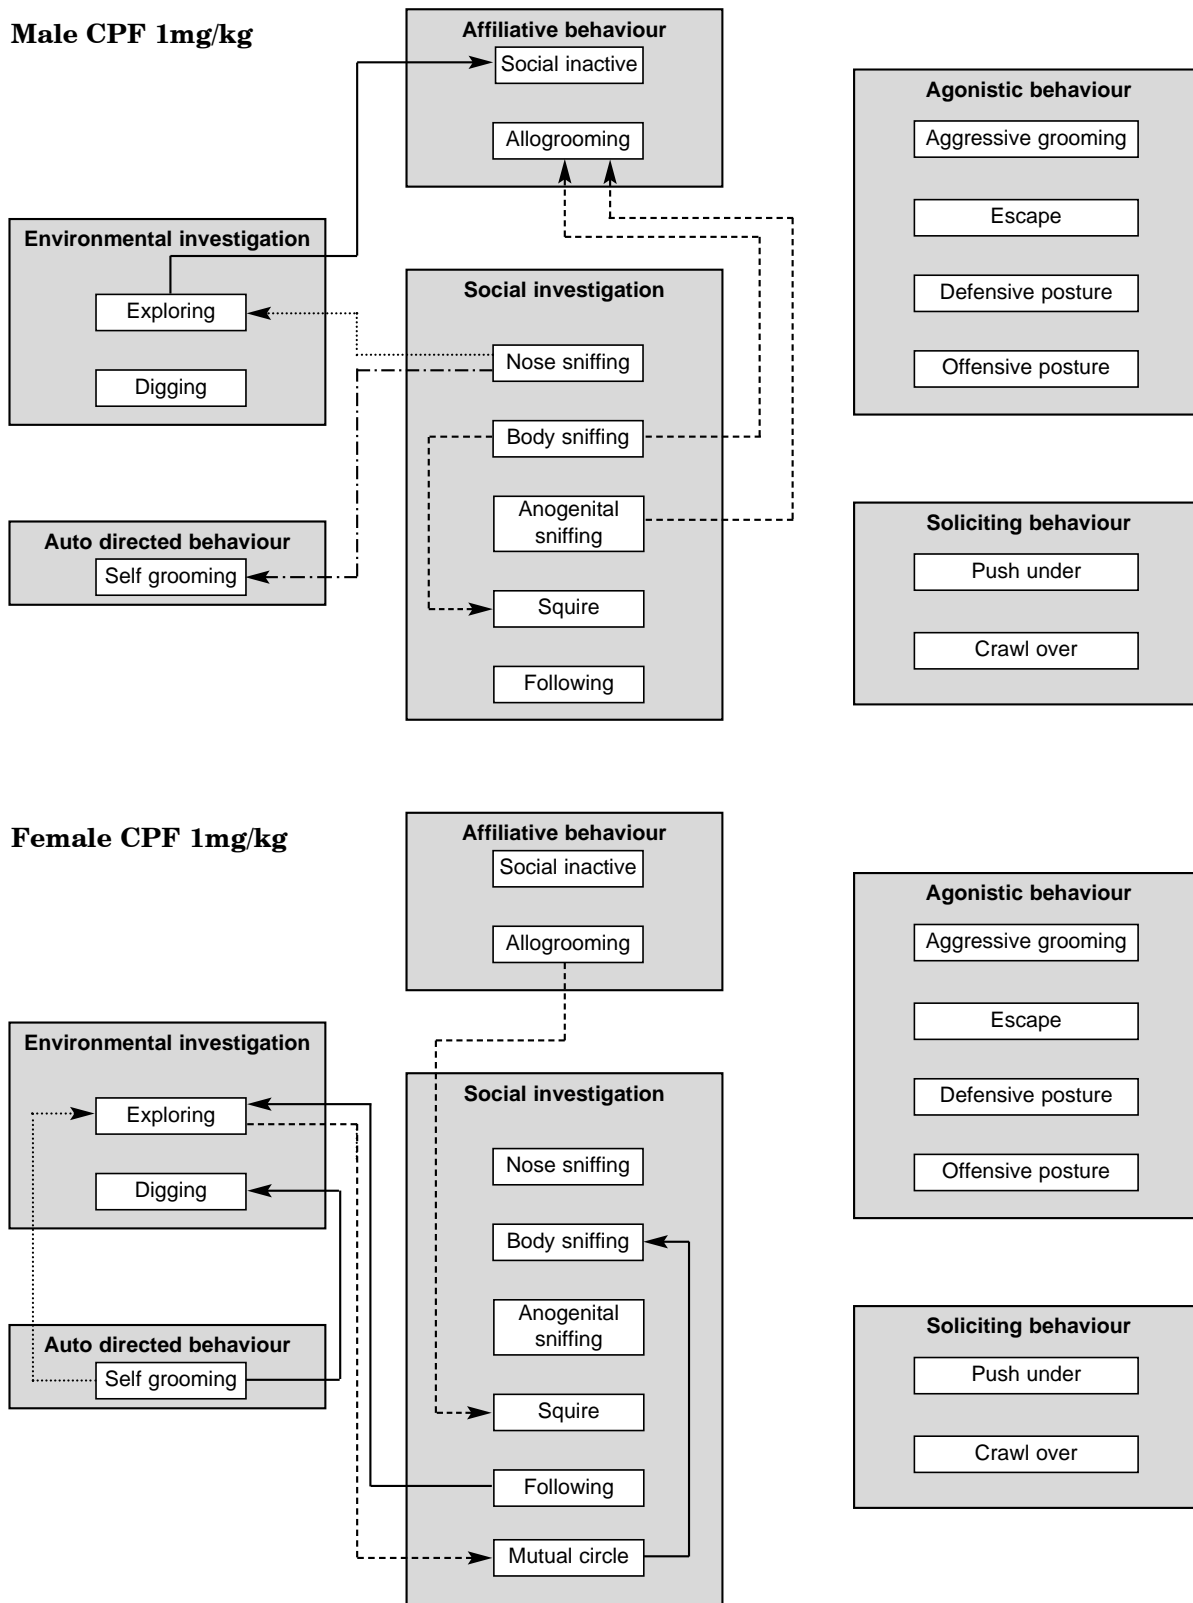 Male CPF 1mg/kg
Affiliative behaviour
Social inactive
Allogrooming
Agonistic behaviour
Aggressive grooming
Escape
Defensive posture
Offensive posture
Environmental investigation
Exploring
Digging
Social investigation
Nose sniffing
Body sniffing
Anogenital
sniffing
Squire
Following
Auto directed behaviour
Self grooming
Soliciting behaviour
Push under
Crawl over
Female CPF 1mg/kg
Affiliative behaviour
Social inactive
Allogrooming
Agonistic behaviour
Aggressive grooming
Escape
Defensive posture
Offensive posture
Environmental investigation
Exploring
Digging
Social investigation
Nose sniffing
Body sniffing
Anogenital
sniffing
Squire
Following
Mutual circle
Auto directed behaviour
Self grooming
Soliciting behaviour
Push under
Crawl over